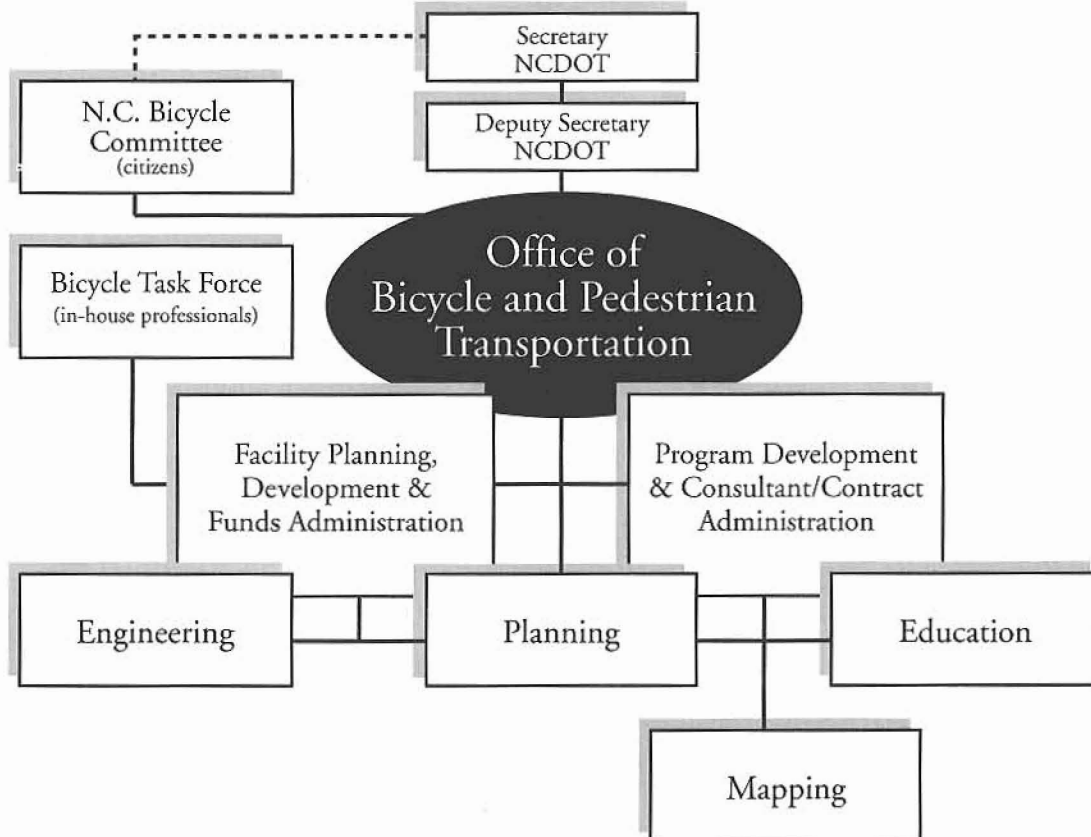 Secretary
NCDOT
N.C. Bicycle
Committee
(citizens)
Deputy Secretary
NCDOT
Office of
Bicycle and Pedestrian
Transportation
Bicycle Task Force
(in-house professionals)
Facility Planning,
Development &
Funds Administration
Program Development
& Consultant/Contract
Administration
Engineering
Planning
Education
Mapping